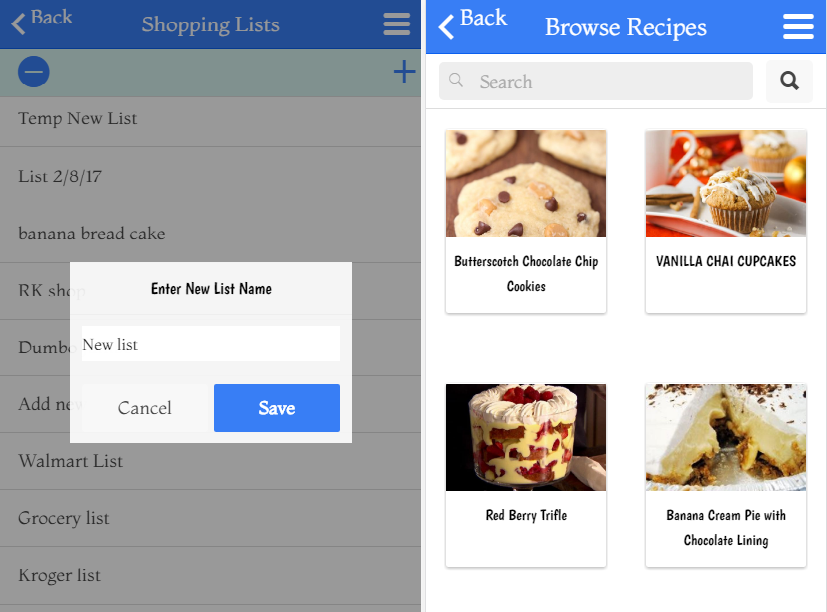 Back
Shopping Lists
Temp New List
List 2/8/17
banana bread cake
RK shop
Enter New List Name
Dumbo
New list
Add new
Cancel
Save
Walmart List
Grocery list
Kroger list
Back
Browse Recipes
Search
Butterscotch Chocolate Chip
Cookies
VANILLA CHAI CUPCAKES
Red Berry Trifle
Banana Cream Pie with
Chocolate Lining